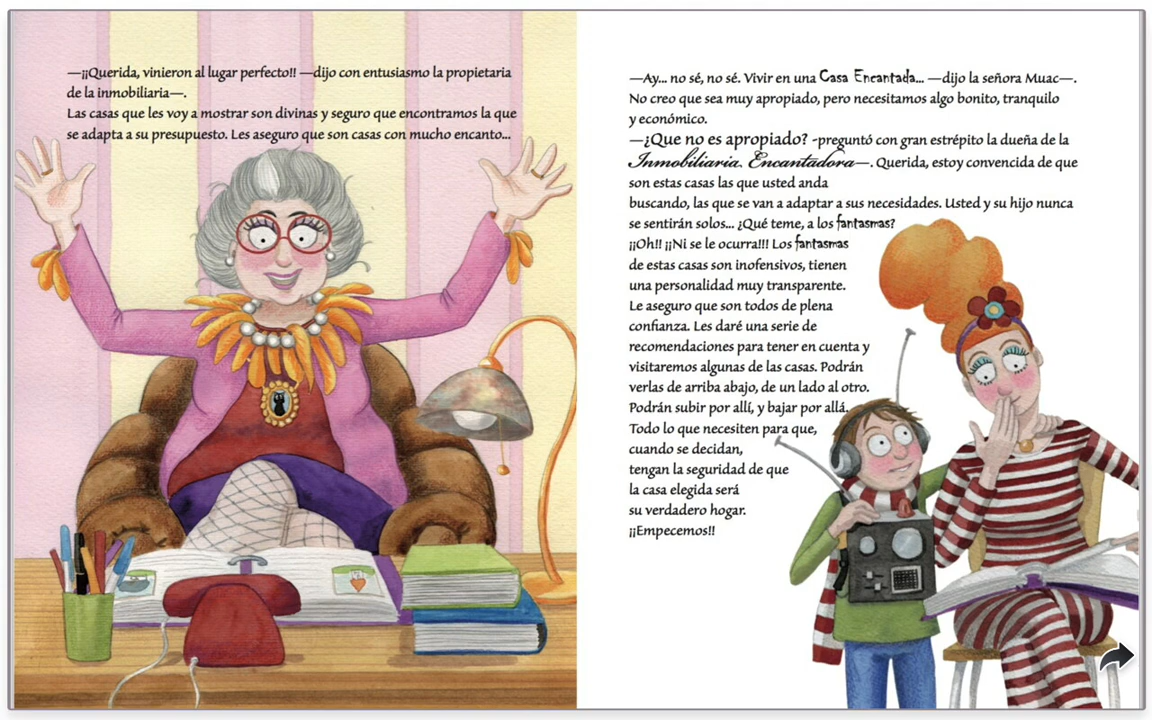 —¡¡Querida, vinieron al lugar perfecto!! —dijo con entusiasmo la propietaria
de la inmobiliaria—.
Las casas que les voy a mostrar son divinas y seguro que encontramos la que
se adapta a su presupuesto. Les aseguro que son casas con mucho encanto...
—Ay... no sé, no sé. Vivir en una Casa Encantada... —dijo la señora Muac—.
No creo que sea muy apropiado, pero necesitamos algo bonito, tranquilo
y económico.
—¿Que no es apropiado? -preguntó con gran estrépito la dueña de la
Inmobiliaria Encantadora—. Querida, estoy convencida de que
son estas casas las que usted anda
buscando, las que se van a adaptar a sus necesidades. Usted y su hijo nunca
se sentirán solos... ¿Qué teme, a los fantasmas?
¡¡Oh!! ¡¡Ni se le ocurra!!! Los fantasmas
de estas casas son inofensivos, tienen
una personalidad muy transparente.
Le aseguro que son todos de plena
confianza. Les daré una serie de
recomendaciones para tener en cuenta y
visitaremos algunas de las casas. Podrán
verlas de arriba abajo, de un lado al otro.
Podrán subir por allí, y bajar por allá.
Todo lo que necesiten para que,
cuando se decidan,
tengan la seguridad de que
la casa elegida será
su verdadero hogar.
¡¡Empecemos!!